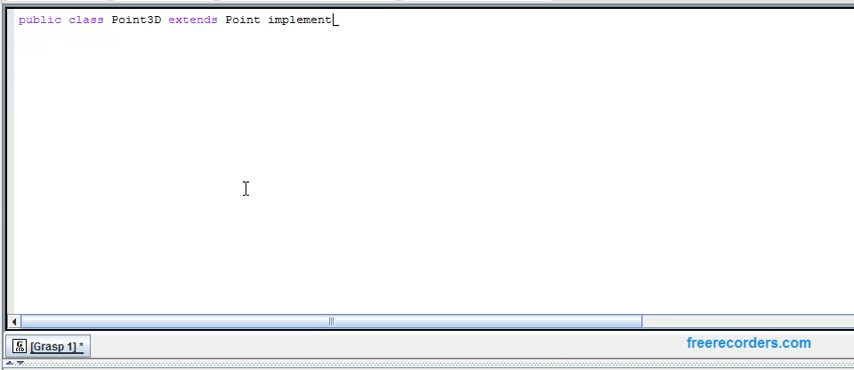 public class Point3D extends Point implement
[Grasp 1] *
freerecorders.com